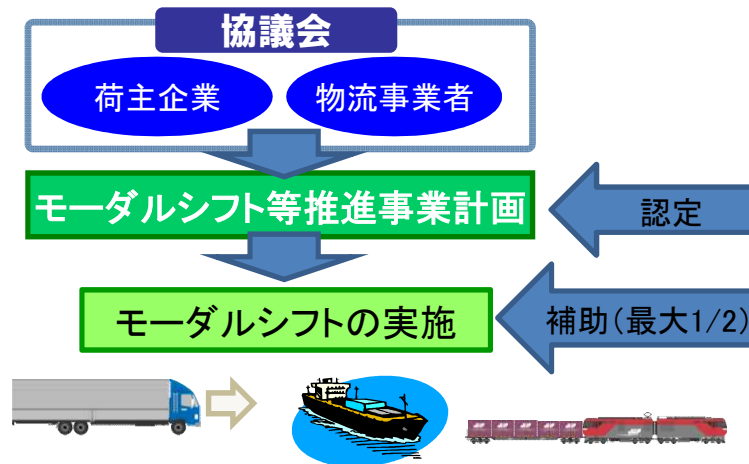 協議会
荷主企業
物流事業者
モーダルシフト等推進事業計画
認定
モーダルシフトの実施
補助(最大1/2)